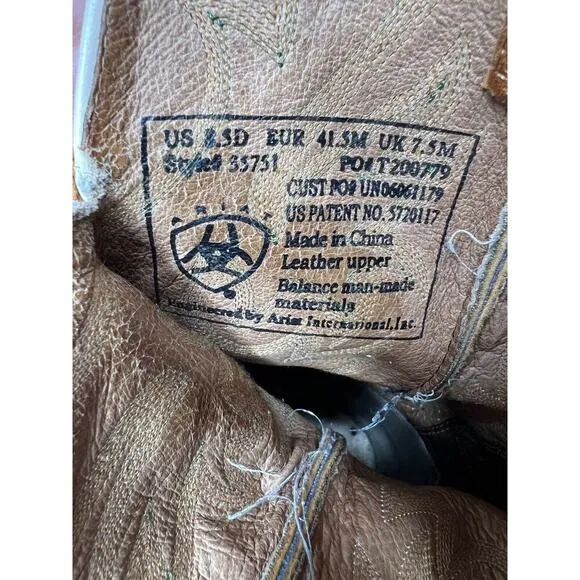 US 8.5D EUR 41.5M UK 7.5M
Style# 35751 PO# T200779
CUST PO# UN06061179
ARIAT
US PATENT NO. 5720117
Made in China
Leather upper
Balance man-made
materials
Engineered by Ariat International, Inc.